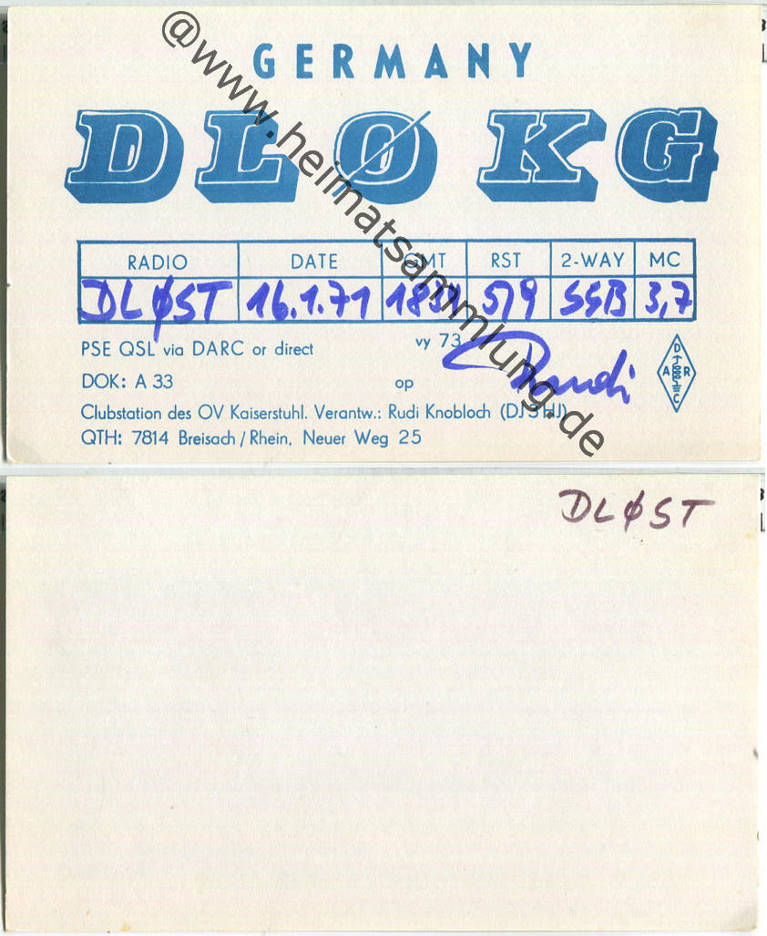 GERMANY
DLØKG
RADIO DATE GMT RST 2-WAY MC
DLØST 16.1.71 579 SSB 3,7
PSE QSL via DARC or direct
vy 73
DOK: A 33 op Rudi
Clubstation des OV Kaiserstuhl. Verantw.: Rudi Knobloch
QTH: 7814 Breisach/Rhein, Neuer Weg 25
DARC
@www.heimatsammlung.de
DLØST